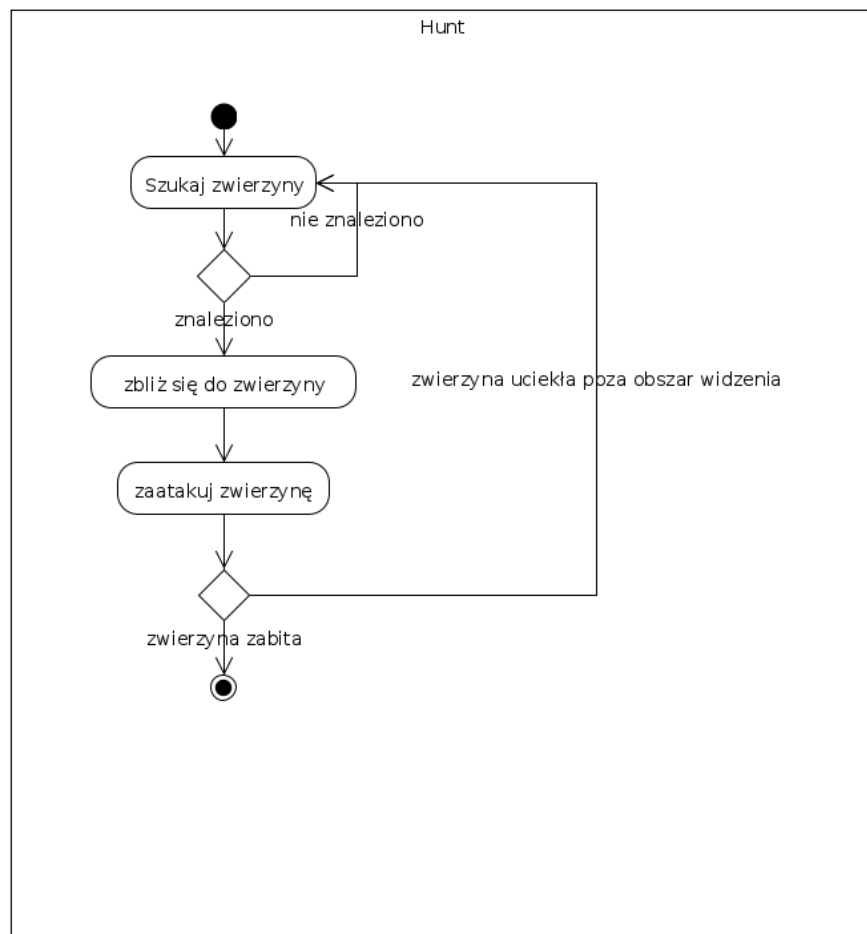 Hunt
Szukaj zwierzyny
nie znaleziono
znaleziono
zbliż się do zwierzyny
zwierzyna uciekła poza obszar widzenia
zaatakuj zwierzynę
zwierzyna zabita